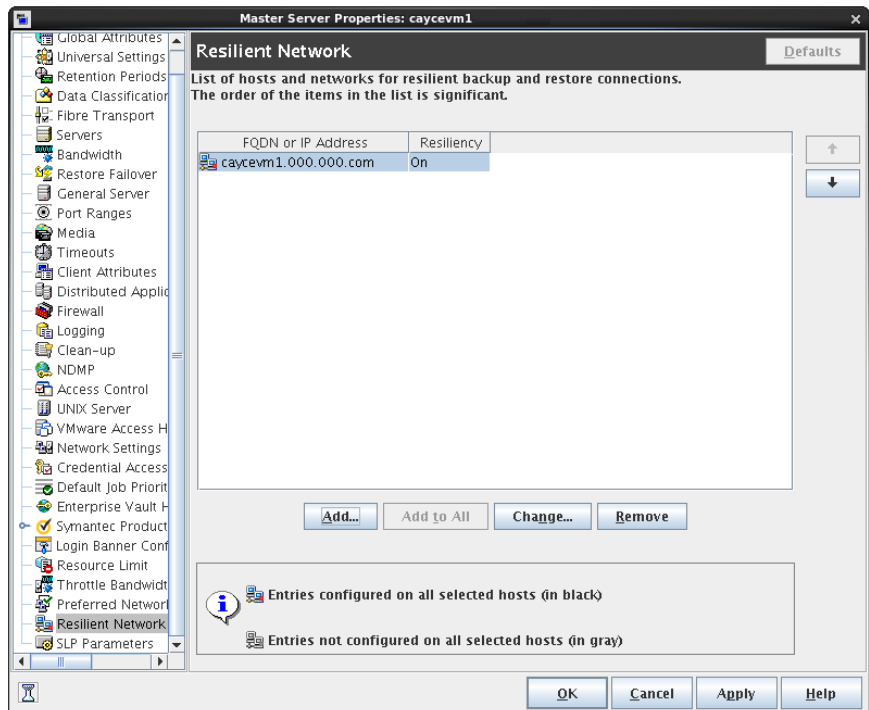 Master Server Properties: caycevm1
Global Attributes
Universal Settings
Retention Periods
Data Classification
Fibre Transport
Servers
Bandwidth
Restore Failover
General Server
Port Ranges
Media
Timeouts
Client Attributes
Distributed Applic
Firewall
Logging
Clean-up
NDMP
Access Control
UNIX Server
VMware Access H
Network Settings
Credential Access
Default Job Priorit
Enterprise Vault H
Symantec Product
Login Banner Conf
Resource Limit
Throttle Bandwidt
Preferred Networ
Resilient Network
SLP Parameters
Resilient Network
Defaults
List of hosts and networks for resilient backup and restore connections.
The order of the items in the list is significant.
FQDN or IP Address Resiliency
caycevm1.000.000.com On
Add... Add to All Change... Remove
Entries configured on all selected hosts (in black)
Entries not configured on all selected hosts (in gray)
OK Cancel Apply Help